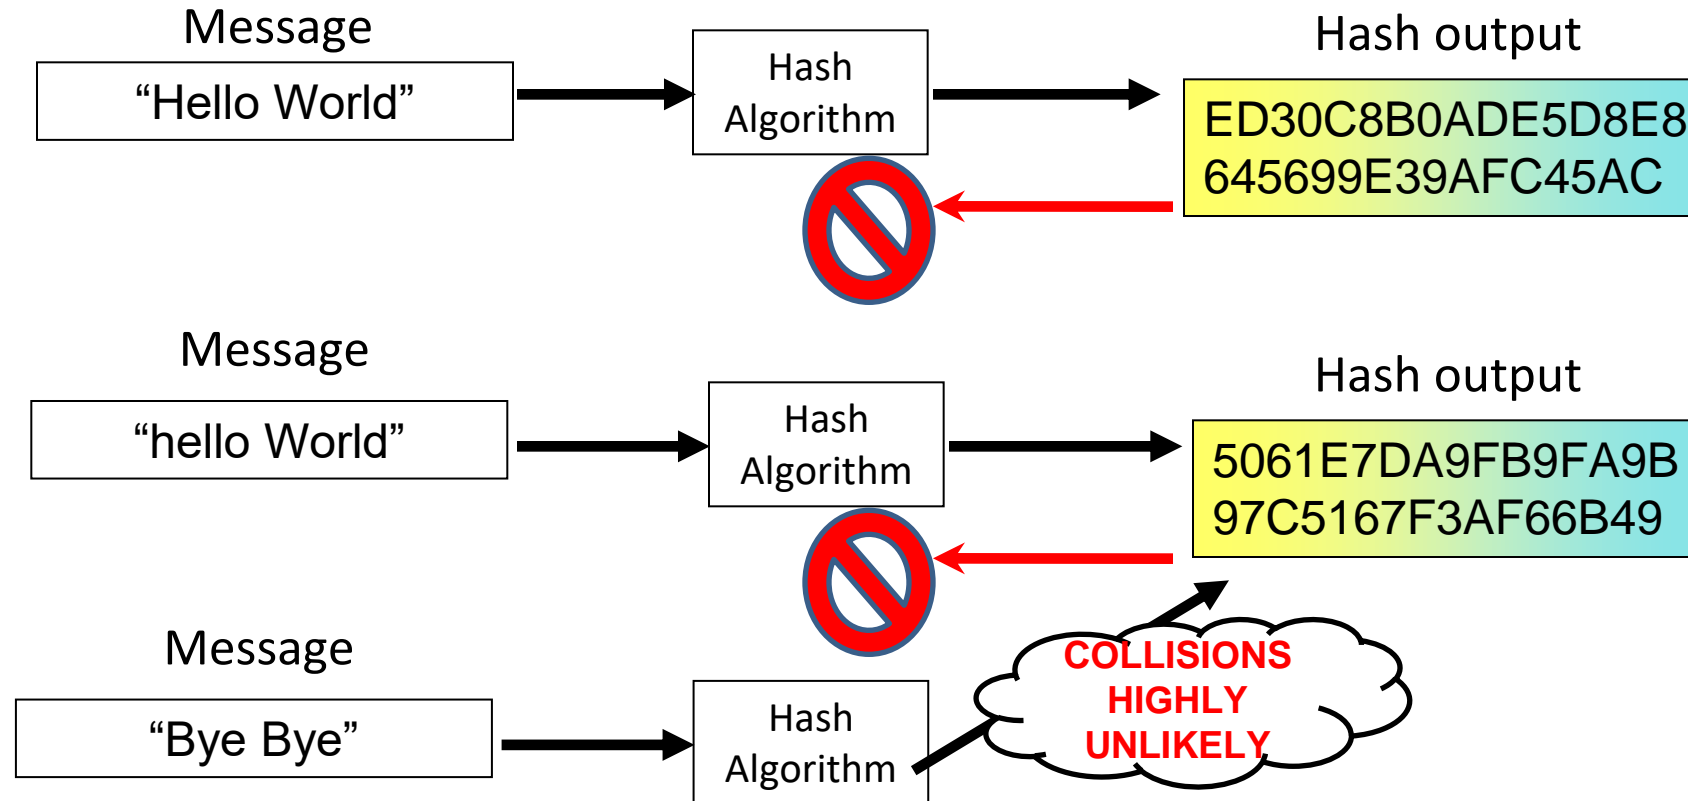 Message
Hash output
“Hello World”
Hash
Algorithm
ED30C8B0ADE5D8E8
645699E39AFC45AC
Message
Hash output
“hello World”
Hash
Algorithm
5061E7DA9FB9FA9B
97C5167F3AF66B49
Message
“Bye Bye”
Hash
Algorithm
COLLISIONS
HIGHLY
UNLIKELY